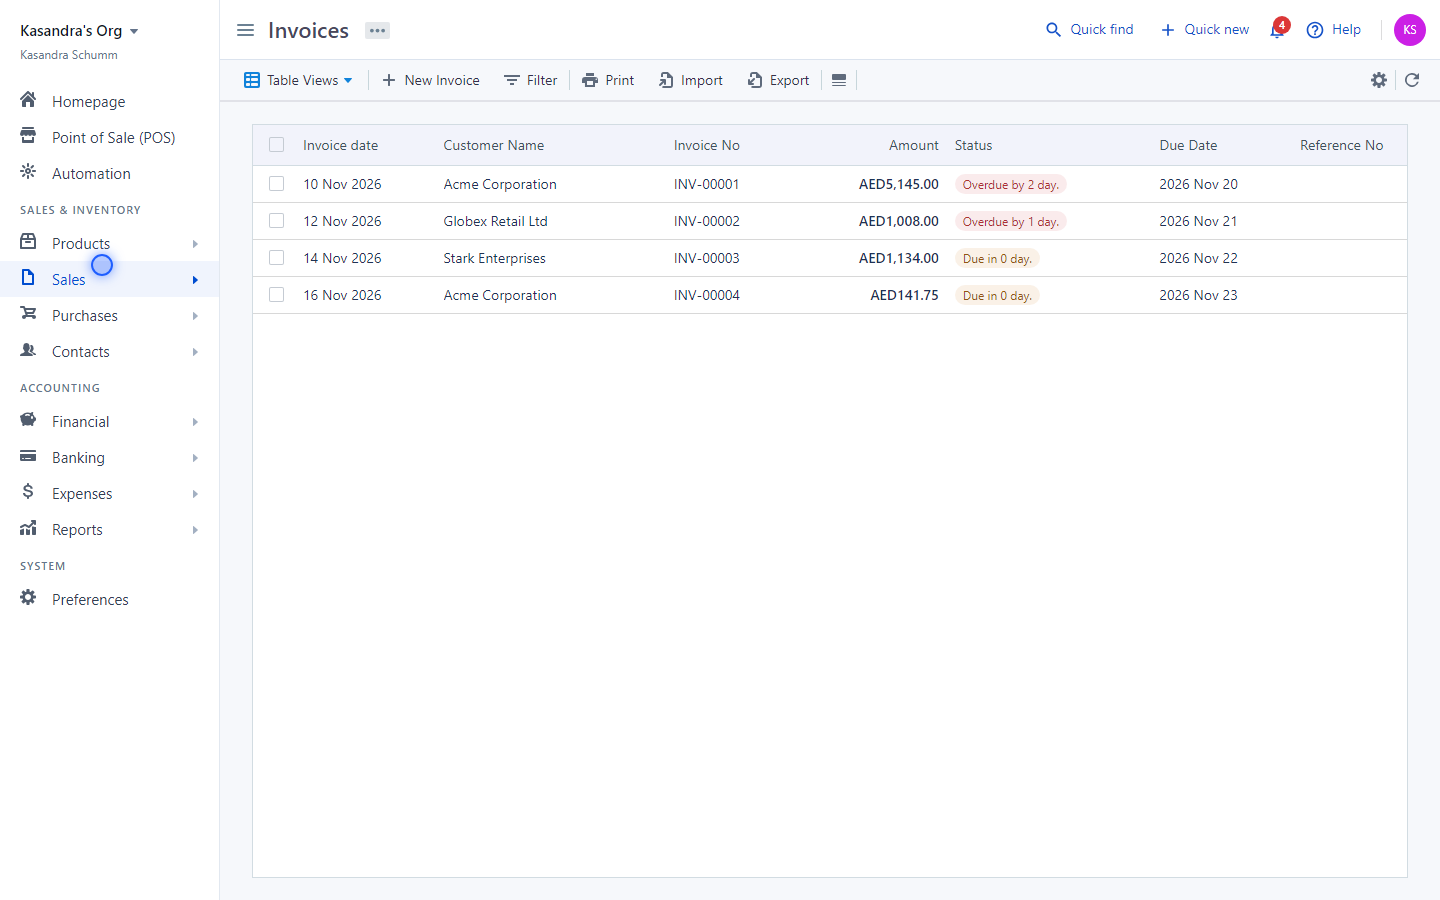 Kasandra's Org
Kasandra Schumm
Homepage
Point of Sale (POS)
Automation
SALES & INVENTORY
Products
Sales
Purchases
Contacts
ACCOUNTING
Financial
Banking
Expenses
Reports
SYSTEM
Preferences
Invoices
Quick find
Quick new
4
Help
KS
Table Views
New Invoice
Filter
Print
Import
Export
Invoice date Customer Name Invoice No Amount Status Due Date Reference No
10 Nov 2026 Acme Corporation INV-00001 AED5,145.00 Overdue by 2 day. 2026 Nov 20
12 Nov 2026 Globex Retail Ltd INV-00002 AED1,008.00 Overdue by 1 day. 2026 Nov 21
14 Nov 2026 Stark Enterprises INV-00003 AED1,134.00 Due in 0 day. 2026 Nov 22
16 Nov 2026 Acme Corporation INV-00004 AED141.75 Due in 0 day. 2026 Nov 23